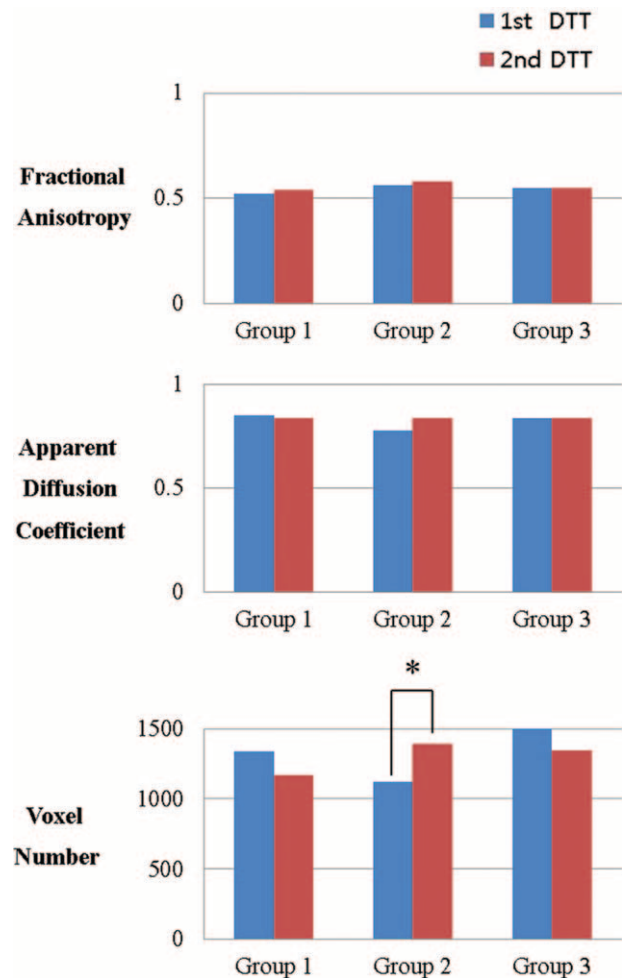 1st DTT
2nd DTT
1
Fractional
Anisotropy
0.5
0
Group 1 Group 2 Group 3
1
Apparent
Diffusion
Coefficient
0.5
0
Group 1 Group 2 Group 3
*
1500
1000
Voxel
Number
500
0
Group 1 Group 2 Group 3